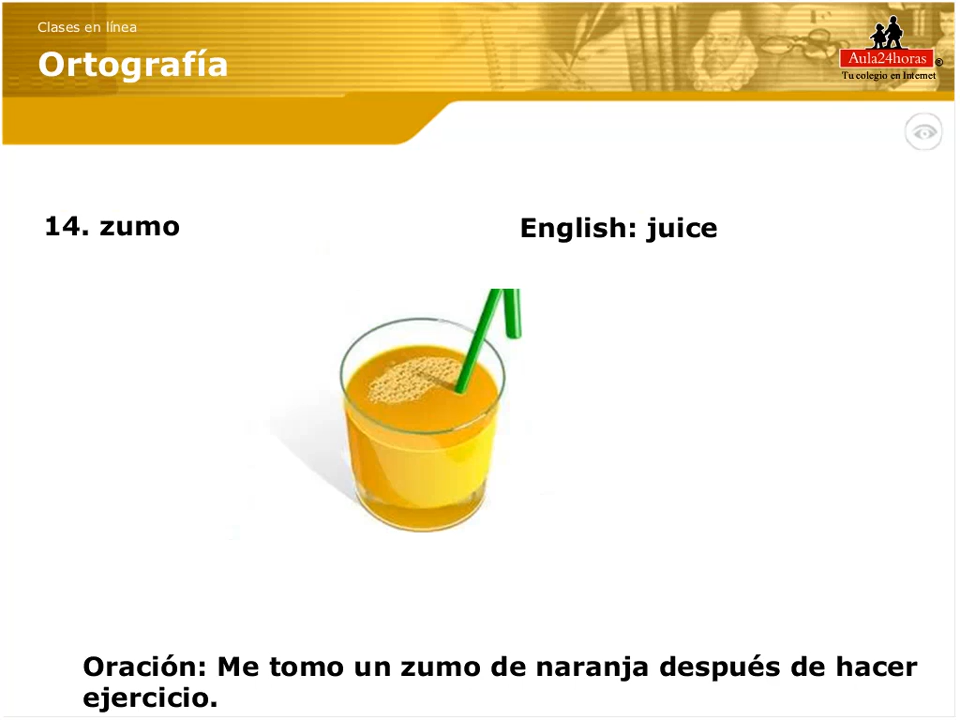 Clases en línea
Ortografía
Aula24horas ®
Tu colegio en Internet
14. zumo
English: juice
Oración: Me tomo un zumo de naranja después de hacer
ejercicio.